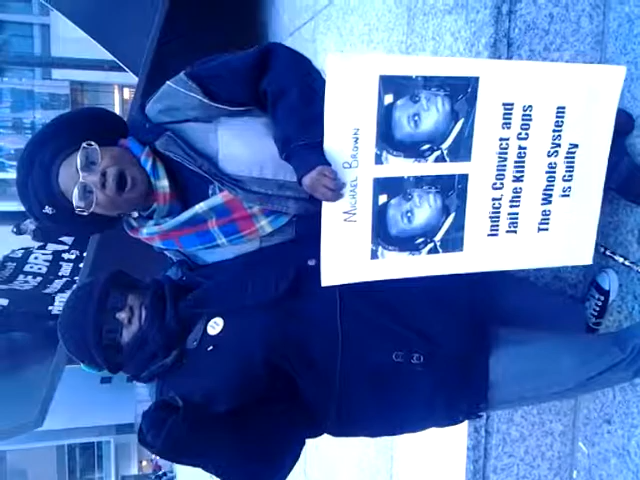 MICHAEL BROWN
Indict, Convict and
Jail the Killer Cops
The Whole System
is Guilty